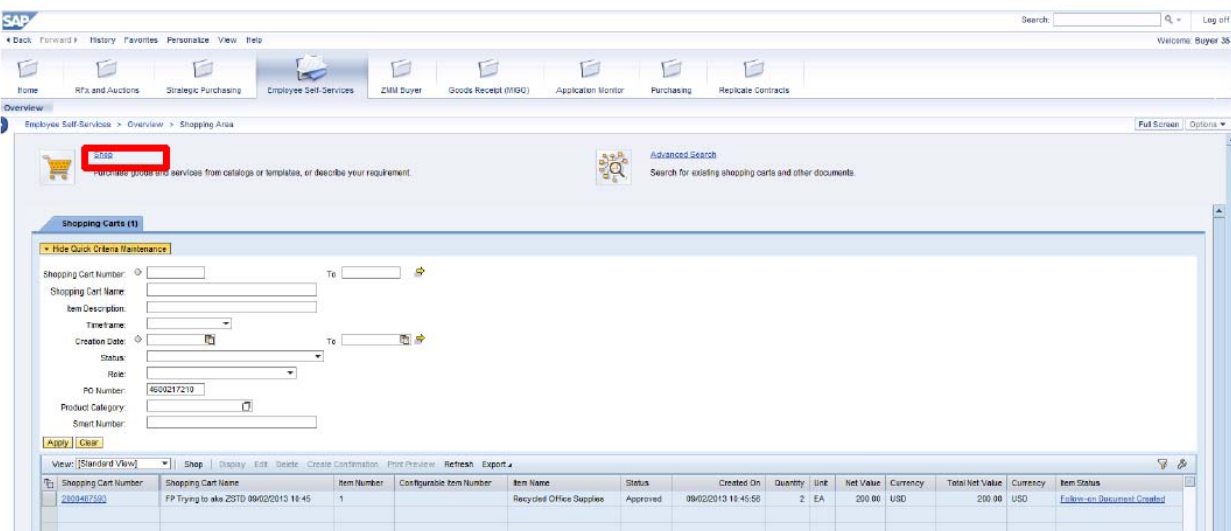 SAP
Search:
Log off
Back Forward History Favorites Personalize View Help
Welcome: Buyer 35
Home RFx and Auctions Strategic Purchasing Employee Self-Services ZMM Buyer Goods Receipt (MIGO) Application Monitor Purchasing Replicate Contracts
Overview
Employee Self-Services > Overview > Shopping Area
Full Screen Options
Shop
Purchase goods and services from catalogs or templates, or describe your requirement.
Advanced Search
Search for existing shopping carts and other documents.
Shopping Carts (1)
Hide Quick Criteria Maintenance
Shopping Cart Number: To
Shopping Cart Name:
Item Description:
Timeframe:
Creation Date: To
Status:
Role:
PO Number: 4600217210
Product Category:
Smart Number:
Apply Clear
View: [Standard View] Shop Display Edit Delete Create Confirmation Print Preview Refresh Export
Shopping Cart Number Shopping Cart Name Item Number Configurable Item Number Item Name Status Created On Quantity Unit Net Value Currency Total Net Value Currency Item Status
FP Trying to aka ZSTD 09/02/2013 10:45 1 Recycled Office Supplies Approved 09/02/2013 10:45:56 2 EA 200.00 USD 200.00 USD Follow-on Document Created